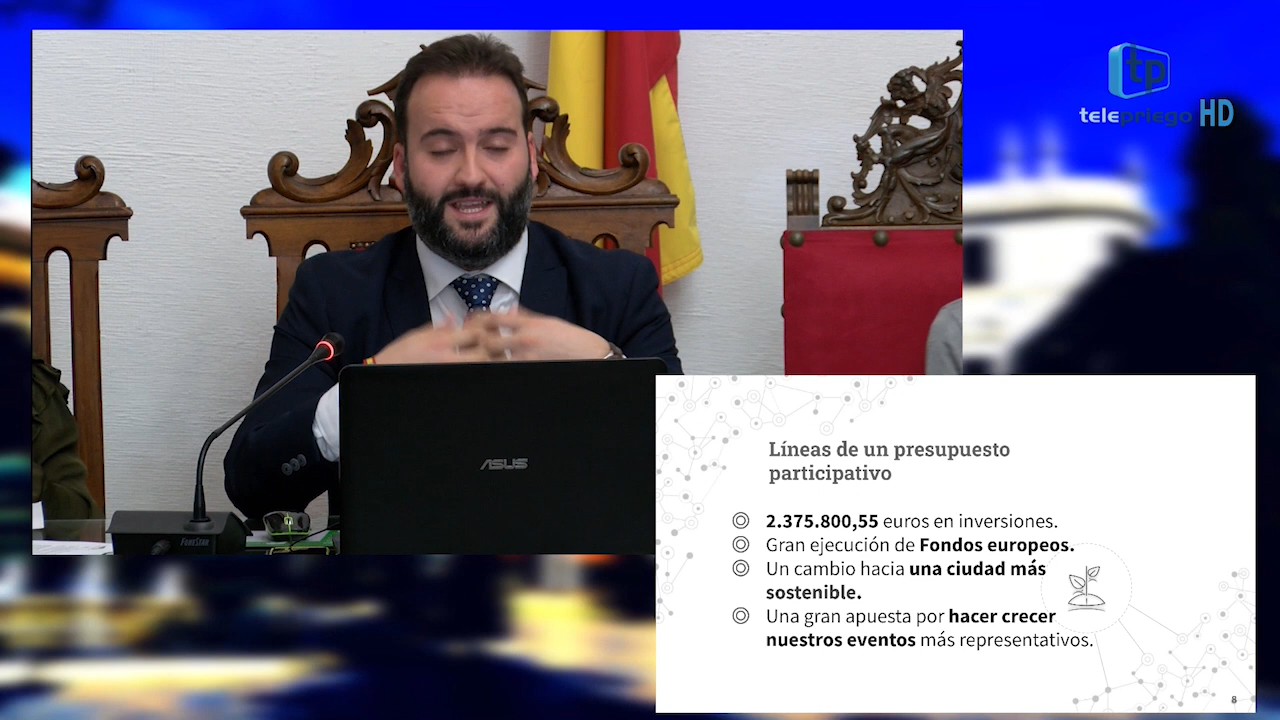 tp
telepriego HD
ASUS
FONESTAR
Líneas de un presupuesto
participativo
2.375.800,55 euros en inversiones.
Gran ejecución de Fondos europeos.
Un cambio hacia una ciudad más
sostenible.
Una gran apuesta por hacer crecer
nuestros eventos más representativos.
8